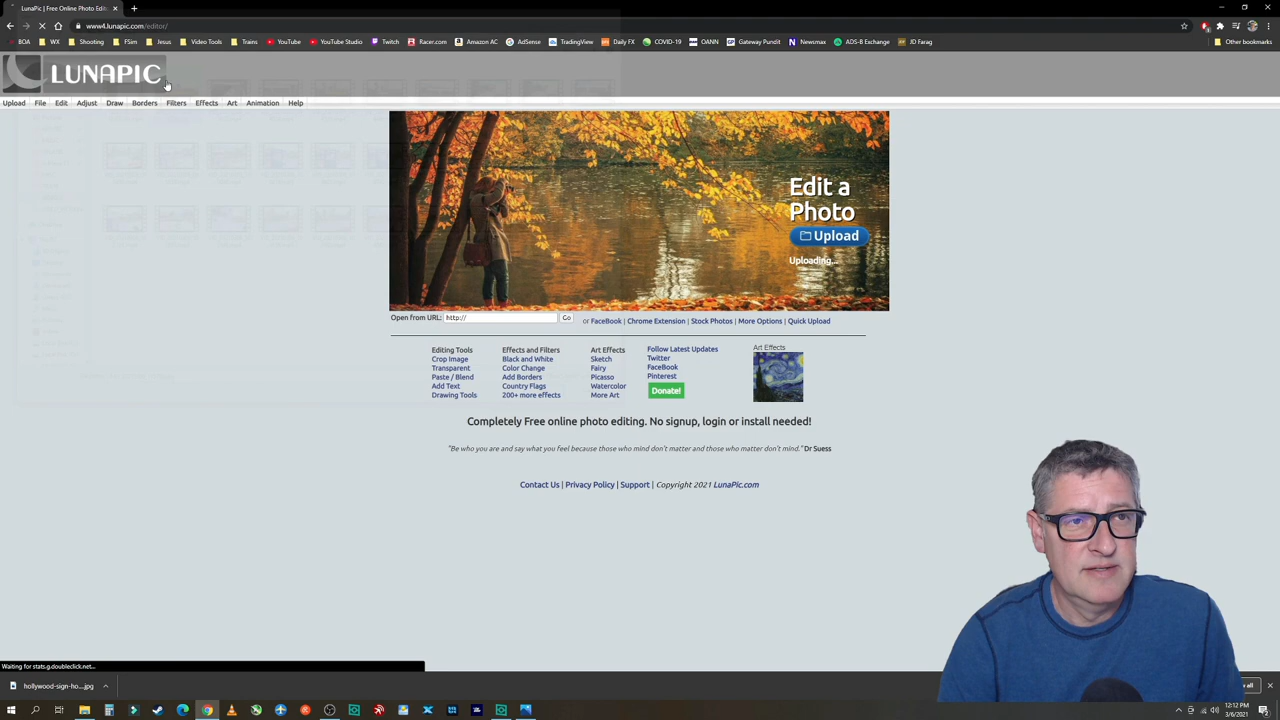 LunaPic | Free Online Photo Edit
www4.lunapic.com/editor/
BOA WX Shooting FSim Jesus Video Tools Trains YouTube YouTube Studio Twitch Racer.com Amazon AC AdSense TradingView Daily FX COVID-19 OANN Gateway Pundit Newsmax ADS-B Exchange JD Farag Other bookmarks
LUNAPIC
Upload File Edit Adjust Draw Borders Filters Effects Art Animation Help
Edit a
Photo
Upload
Uploading...
Open from URL: http:// Go or FaceBook | Chrome Extension | Stock Photos | More Options | Quick Upload
Editing Tools
Crop Image
Transparent
Paste / Blend
Add Text
Drawing Tools
Effects and Filters
Black and White
Color Change
Add Borders
Country Flags
200+ more effects
Art Effects
Sketch
Fairy
Picasso
Watercolor
More Art
Follow Latest Updates
Twitter
FaceBook
Pinterest
Donate!
Art Effects
Completely Free online photo editing. No signup, login or install needed!
"Be who you are and say what you feel because those who mind don't matter and those who matter don't mind." Dr Suess
Contact Us | Privacy Policy | Support | Copyright 2021 LunaPic.com
Waiting for stats.g.doubleclick.net...
hollywood-sign-ho....jpg
all
12:12 PM
3/6/2021